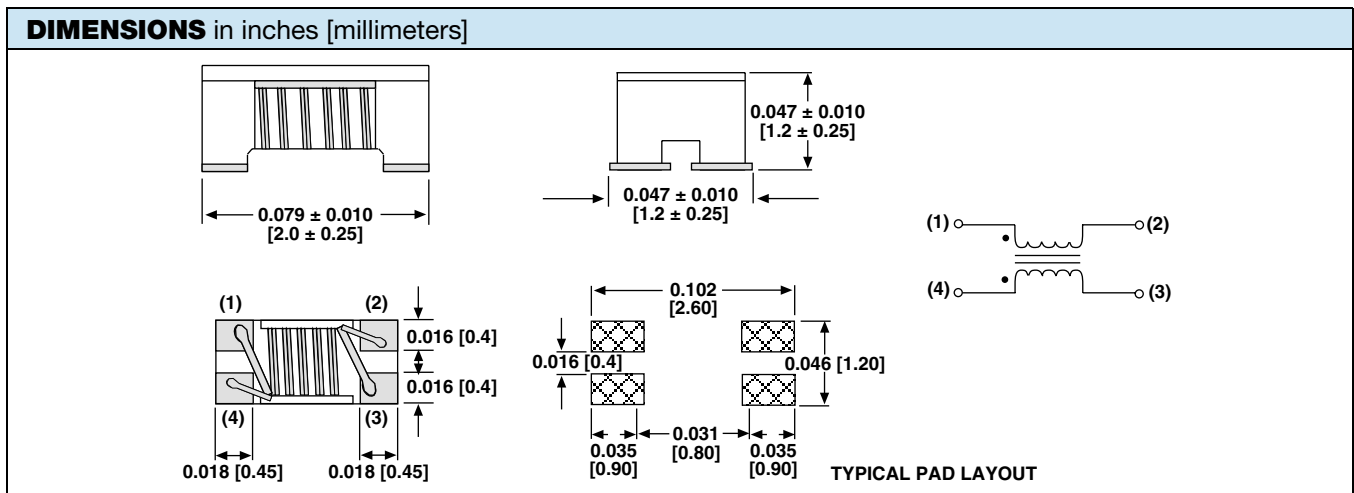 DIMENSIONS in inches [millimeters]
0.047 ± 0.010
[1.2 ± 0.25]
0.047 ± 0.010
[1.2 ± 0.25]
0.079 ± 0.010
[2.0 ± 0.25]
(1)
(2)
(4)
(3)
(1)
(2)
0.016 [0.4]
0.016 [0.4]
(4)
(3)
0.018 [0.45]
0.018 [0.45]
0.102
[2.60]
0.016 [0.4]
0.046 [1.20]
0.031
[0.80]
0.035
[0.90]
0.035
[0.90]
TYPICAL PAD LAYOUT